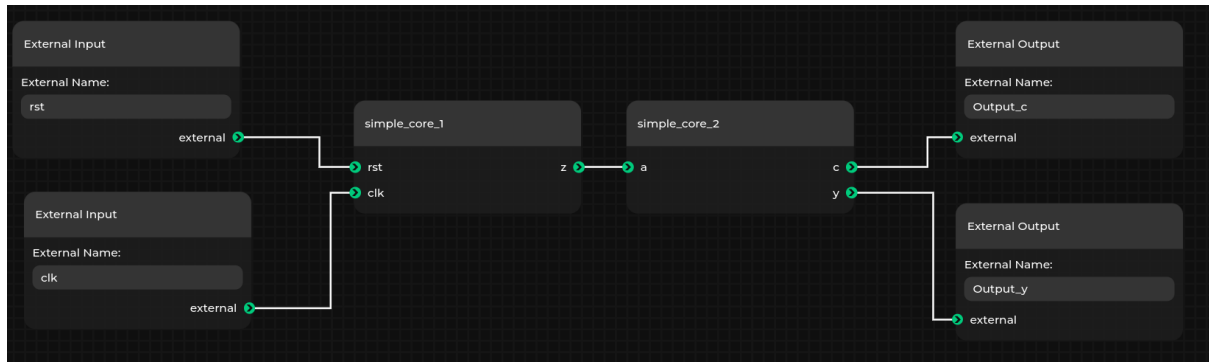 External Input
External Name:
rst
external
External Input
External Name:
clk
external
simple_core_1
rst
z
clk
simple_core_2
a
c
y
External Output
External Name:
Output_c
external
External Output
External Name:
Output_y
external